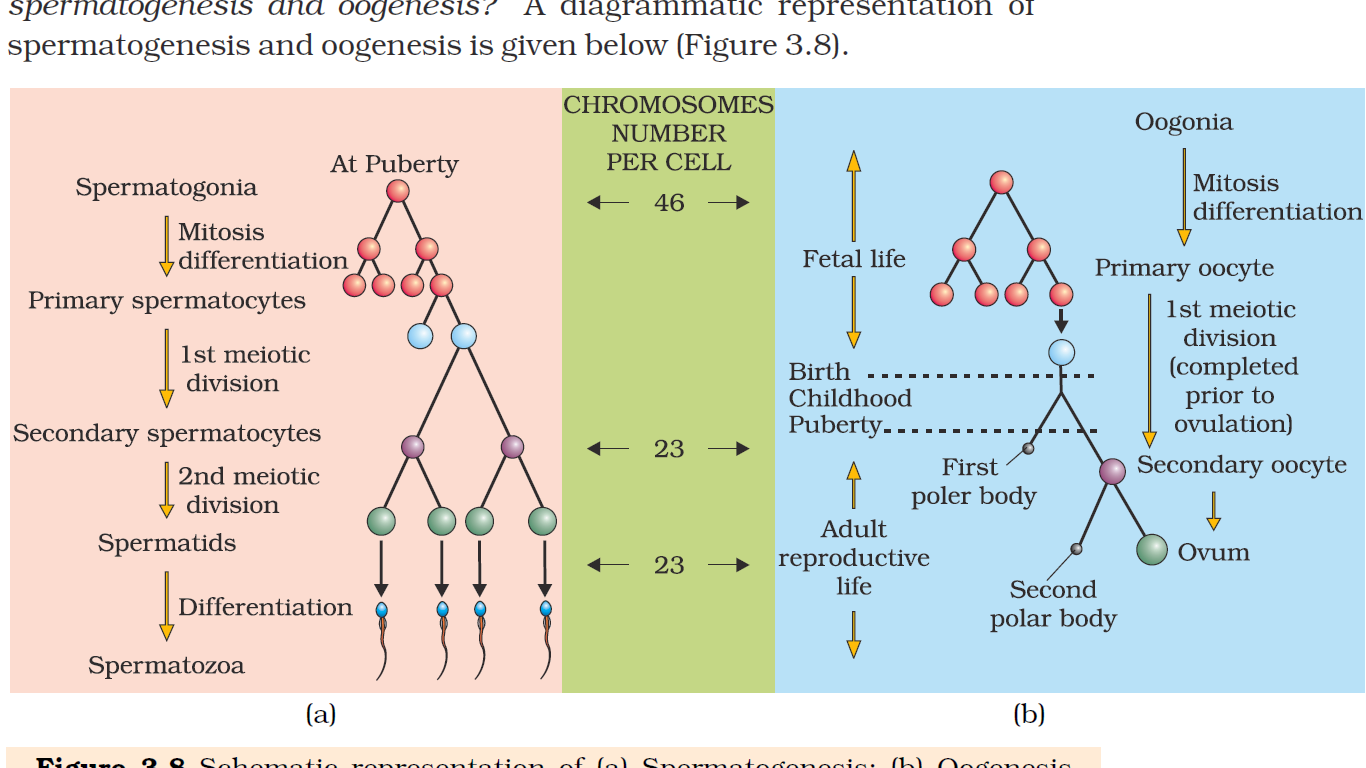 spermatogenesis and oogenesis? A diagrammatic representation of
spermatogenesis and oogenesis is given below (Figure 3.8).
At Puberty
Spermatogonia
Mitosis
differentiation
Primary spermatocytes
1st meiotic
division
Secondary spermatocytes
2nd meiotic
division
Spermatids
Differentiation
Spermatozoa
(a)
CHROMOSOMES
NUMBER
PER CELL
46
23
23
Fetal life
Birth
Childhood
Puberty
Adult
reproductive
life
First
poler body
Second
polar body
Oogonia
Mitosis
differentiation
Primary oocyte
1st meiotic
division
(completed
prior to
ovulation)
Secondary oocyte
Ovum
(b)
Figure 3.8 Schematic representation of (a) Spermatogenesis; (b) Oogenesis